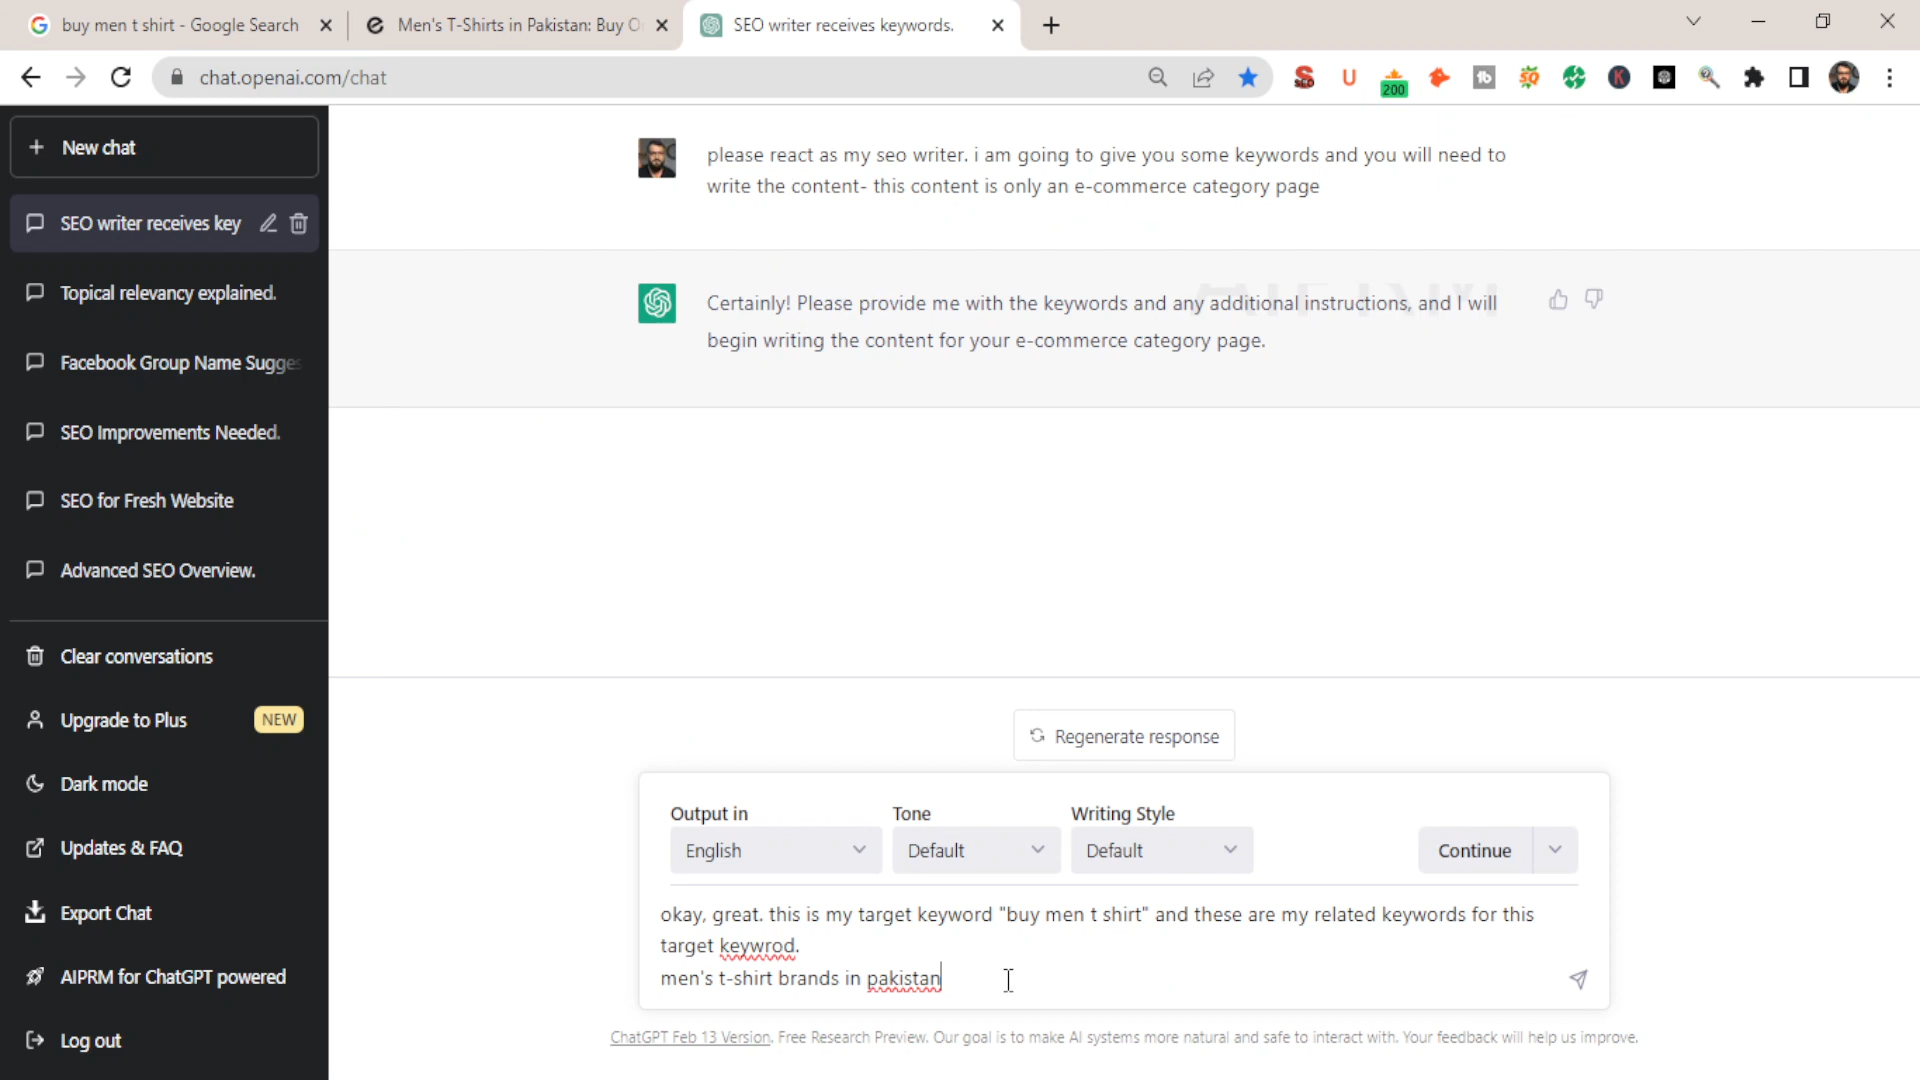 buy men t shirt - Google Search
Men's T-Shirts in Pakistan: Buy O
SEO writer receives keywords.
chat.openai.com/chat
200
New chat
SEO writer receives key
Topical relevancy explained.
Facebook Group Name Sugges
SEO Improvements Needed.
SEO for Fresh Website
Advanced SEO Overview.
Clear conversations
Upgrade to Plus NEW
Dark mode
Updates & FAQ
Export Chat
AIPRM for ChatGPT powered
Log out
please react as my seo writer. i am going to give you some keywords and you will need to
write the content- this content is only an e-commerce category page
Certainly! Please provide me with the keywords and any additional instructions, and I will
begin writing the content for your e-commerce category page.
Regenerate response
Output in Tone Writing Style
English Default Default Continue
okay, great. this is my target keyword "buy men t shirt" and these are my related keywords for this
target keywrod.
men's t-shirt brands in pakistan
ChatGPT Feb 13 Version. Free Research Preview. Our goal is to make AI systems more natural and safe to interact with. Your feedback will help us improve.